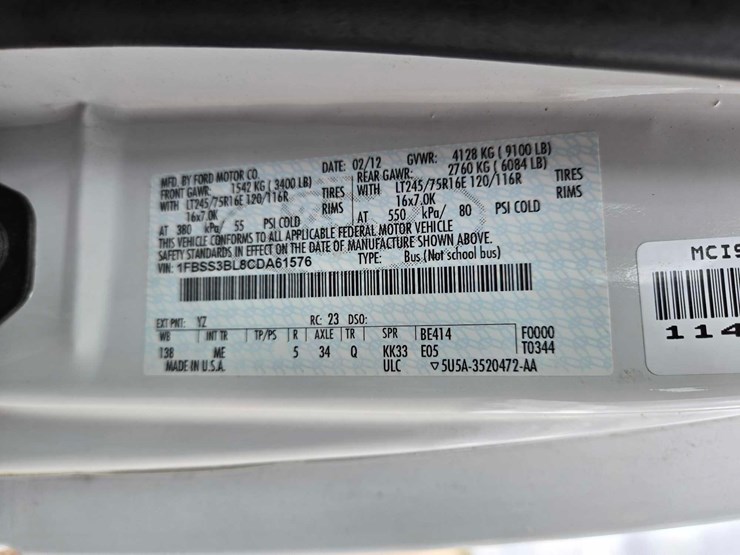 MFD. BY FORD MOTOR CO.
DATE: 02/12 GVWR: 4128 KG ( 9100 LB)
FRONT GAWR: 1542 KG ( 3400 LB) REAR GAWR: 2760 KG ( 6084 LB)
WITH LT245/75R16E 120/116R TIRES WITH LT245/75R16E 120/116R TIRES
16x7.0K RIMS 16x7.0K RIMS
AT 380 kPa/ 55 PSI COLD AT 550 kPa/ 80 PSI COLD
THIS VEHICLE CONFORMS TO ALL APPLICABLE FEDERAL MOTOR VEHICLE
SAFETY STANDARDS IN EFFECT ON THE DATE OF MANUFACTURE SHOWN ABOVE.
VIN: 1FBSS3BL8CDA61576 TYPE: Bus (Not school bus)
EXT PNT: YZ RC: 23 DSO:
WB INT TR TP/PS R AXLE TR SPR BE414 F0000
138 ME 5 34 Q KK33 E05 T0344
MADE IN U.S.A. ULC ▽5U5A-3520472-AA
MCI9
114